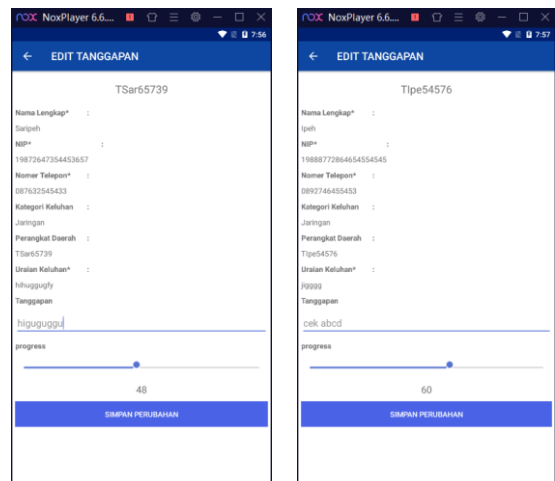 nox NoxPlayer 6.6....
7:56
EDIT TANGGAPAN
TSar65739
Nama Lengkap* :
Saripeh
NIP* :
19872647354453657
Nomer Telepon* :
087632545433
Kategori Keluhan :
Jaringan
Perangkat Daerah :
TSar65739
Uraian Keluhan* :
hihuggugfy
Tanggapan
higuguggu
progress
48
SIMPAN PERUBAHAN
nox NoxPlayer 6.6....
7:57
EDIT TANGGAPAN
TIpe54576
Nama Lengkap* :
Ipeh
NIP* :
19888772864654554545
Nomer Telepon* :
0892746455453
Kategori Keluhan :
Jaringan
Perangkat Daerah :
TIpe54576
Uraian Keluhan* :
jigggg
Tanggapan
cek abcd
progress
60
SIMPAN PERUBAHAN